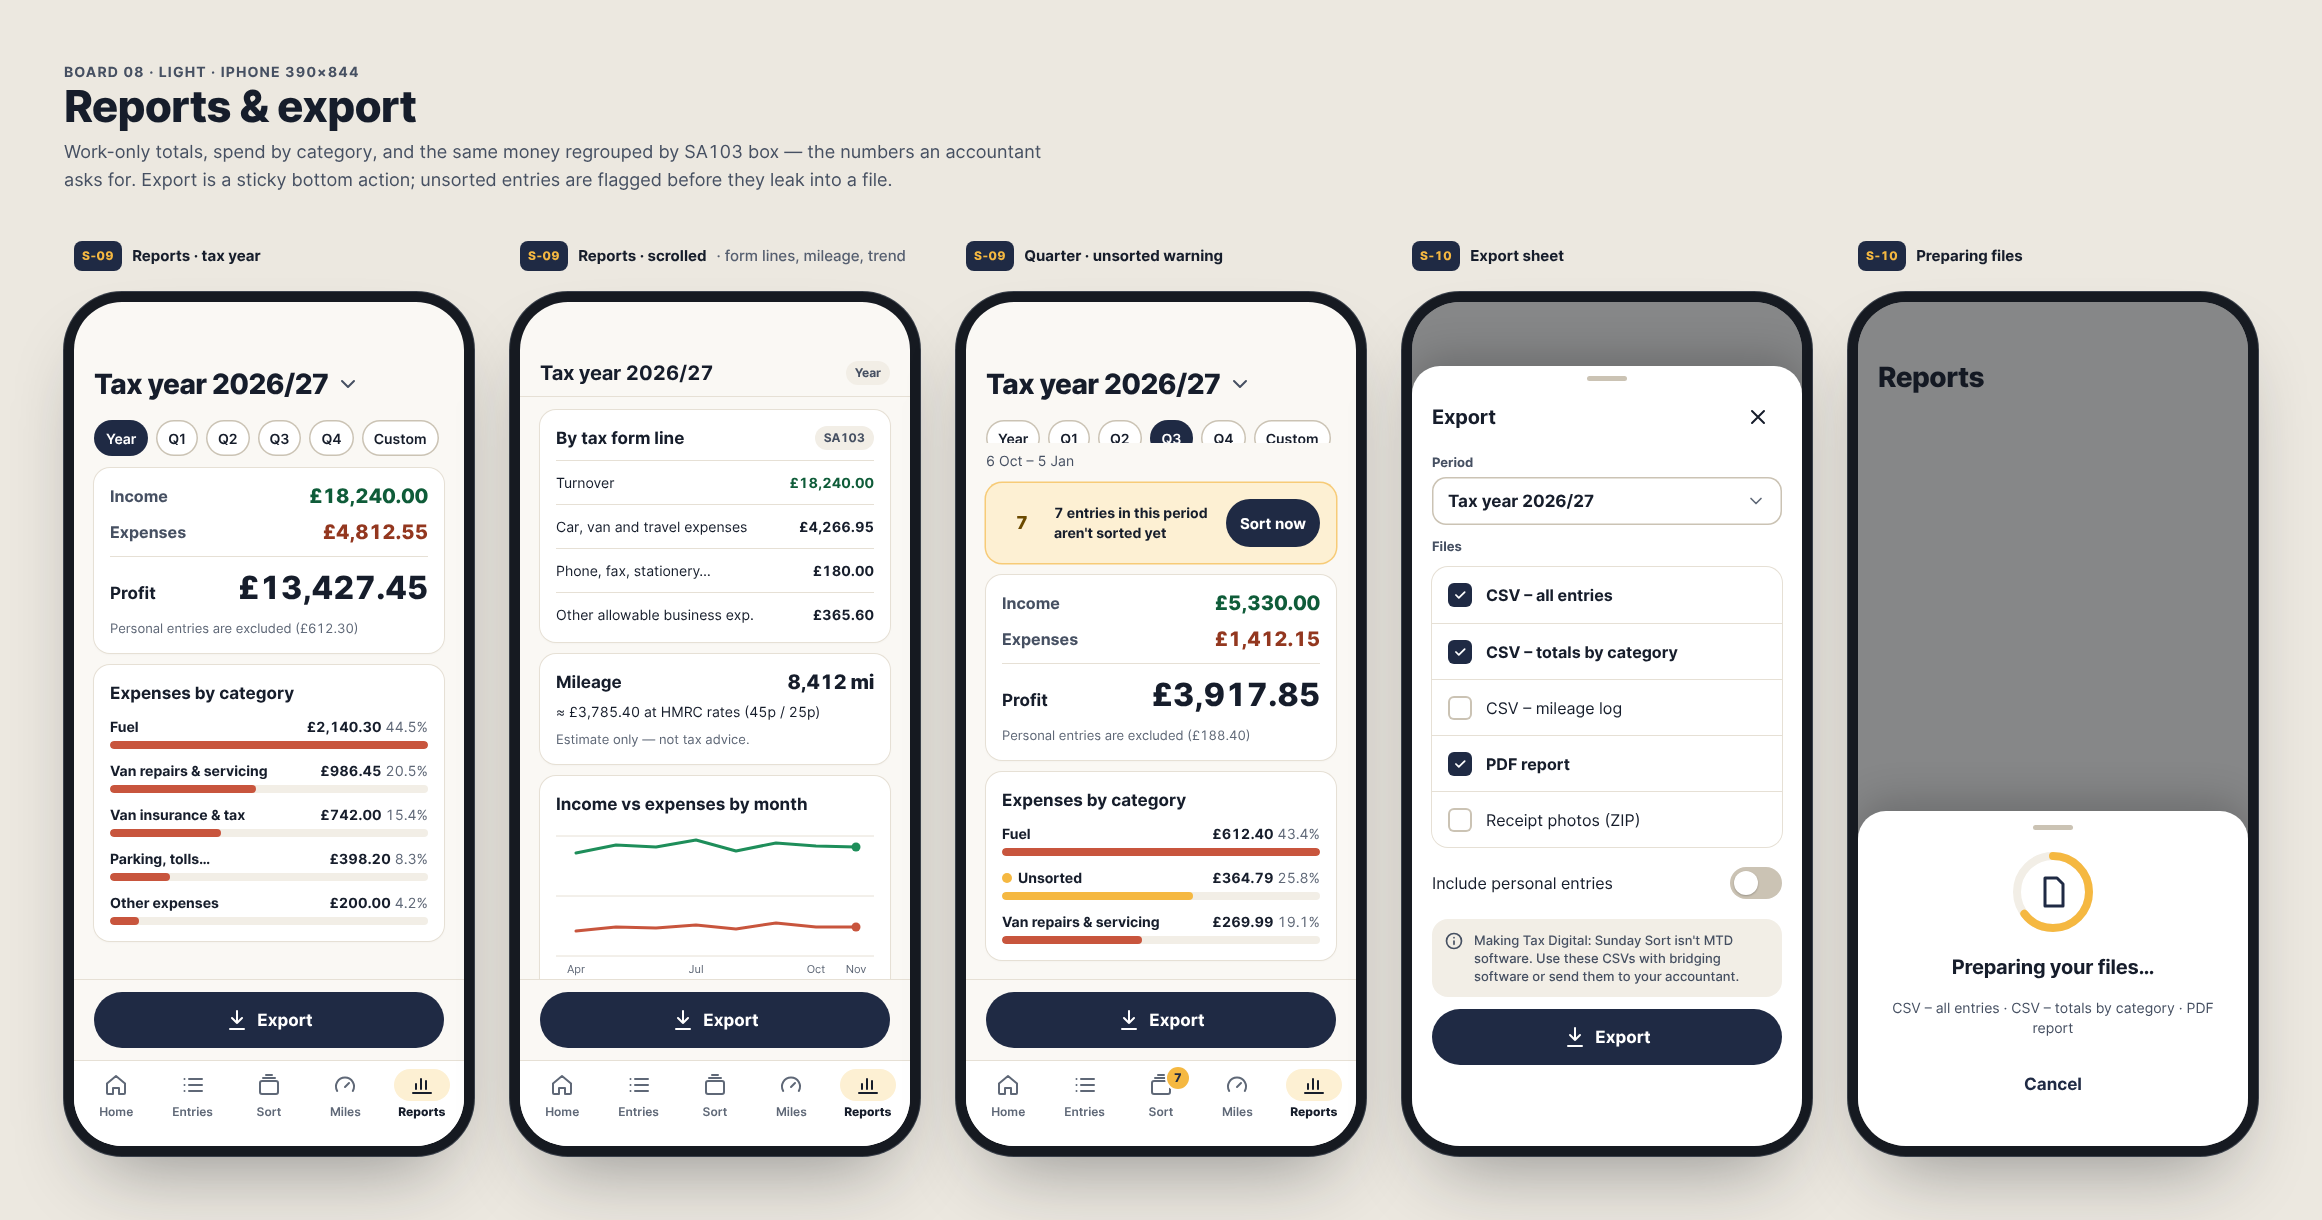 BOARD 08 · LIGHT · IPHONE 390×844
Reports & export
Work-only totals, spend by category, and the same money regrouped by SA103 box — the numbers an accountant
asks for. Export is a sticky bottom action; unsorted entries are flagged before they leak into a file.
S-09 Reports · tax year
Tax year 2026/27
Year Q1 Q2 Q3 Q4 Custom
Income £18,240.00
Expenses £4,812.55
Profit £13,427.45
Personal entries are excluded (£612.30)
Expenses by category
Fuel £2,140.30 44.5%
Van repairs & servicing £986.45 20.5%
Van insurance & tax £742.00 15.4%
Parking, tolls... £398.20 8.3%
Other expenses £200.00 4.2%
Export
Home Entries Sort Miles Reports
S-09 Reports · scrolled · form lines, mileage, trend
Tax year 2026/27 Year
By tax form line SA103
Turnover £18,240.00
Car, van and travel expenses £4,266.95
Phone, fax, stationery... £180.00
Other allowable business exp. £365.60
Mileage 8,412 mi
≈ £3,785.40 at HMRC rates (45p / 25p)
Estimate only — not tax advice.
Income vs expenses by month
Apr Jul Oct Nov
Export
Home Entries Sort Miles Reports
S-09 Quarter · unsorted warning
Tax year 2026/27
Year Q1 Q2 Q3 Q4 Custom
6 Oct – 5 Jan
7 7 entries in this period
aren't sorted yet
Sort now
Income £5,330.00
Expenses £1,412.15
Profit £3,917.85
Personal entries are excluded (£188.40)
Expenses by category
Fuel £612.40 43.4%
Unsorted £364.79 25.8%
Van repairs & servicing £269.99 19.1%
Export
7
Home Entries Sort Miles Reports
S-10 Export sheet
Export
Period
Tax year 2026/27
Files
CSV – all entries
CSV – totals by category
CSV – mileage log
PDF report
Receipt photos (ZIP)
Include personal entries
Making Tax Digital: Sunday Sort isn't MTD
software. Use these CSVs with bridging
software or send them to your accountant.
Export
S-10 Preparing files
Reports
Preparing your files...
CSV – all entries · CSV – totals by category · PDF
report
Cancel